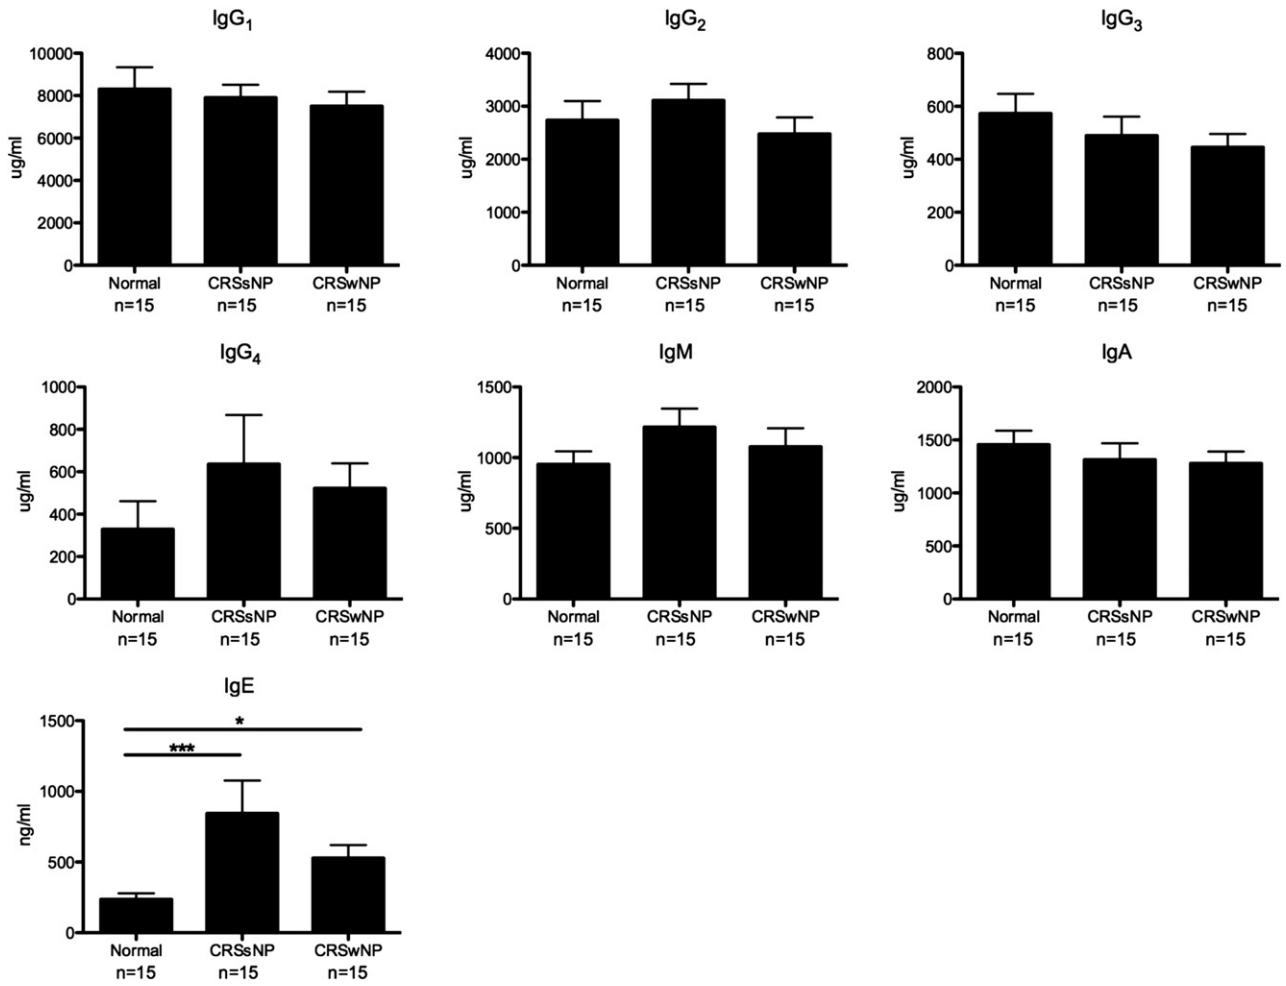 IgG1
ug/ml
10000
8000
6000
4000
2000
0
Normal CRSsNP CRSwNP
n=15 n=15 n=15
IgG2
ug/ml
4000
3000
2000
1000
0
Normal CRSsNP CRSwNP
n=15 n=15 n=15
IgG3
ug/ml
800
600
400
200
0
Normal CRSsNP CRSwNP
n=15 n=15 n=15
IgG4
ug/ml
1000
800
600
400
200
0
Normal CRSsNP CRSwNP
n=15 n=15 n=15
IgM
ug/ml
1500
1000
500
0
Normal CRSsNP CRSwNP
n=15 n=15 n=15
IgA
ug/ml
2000
1500
1000
500
0
Normal CRSsNP CRSwNP
n=15 n=15 n=15
IgE
ng/ml
1500
1000
500
0
*
***
Normal CRSsNP CRSwNP
n=15 n=15 n=15